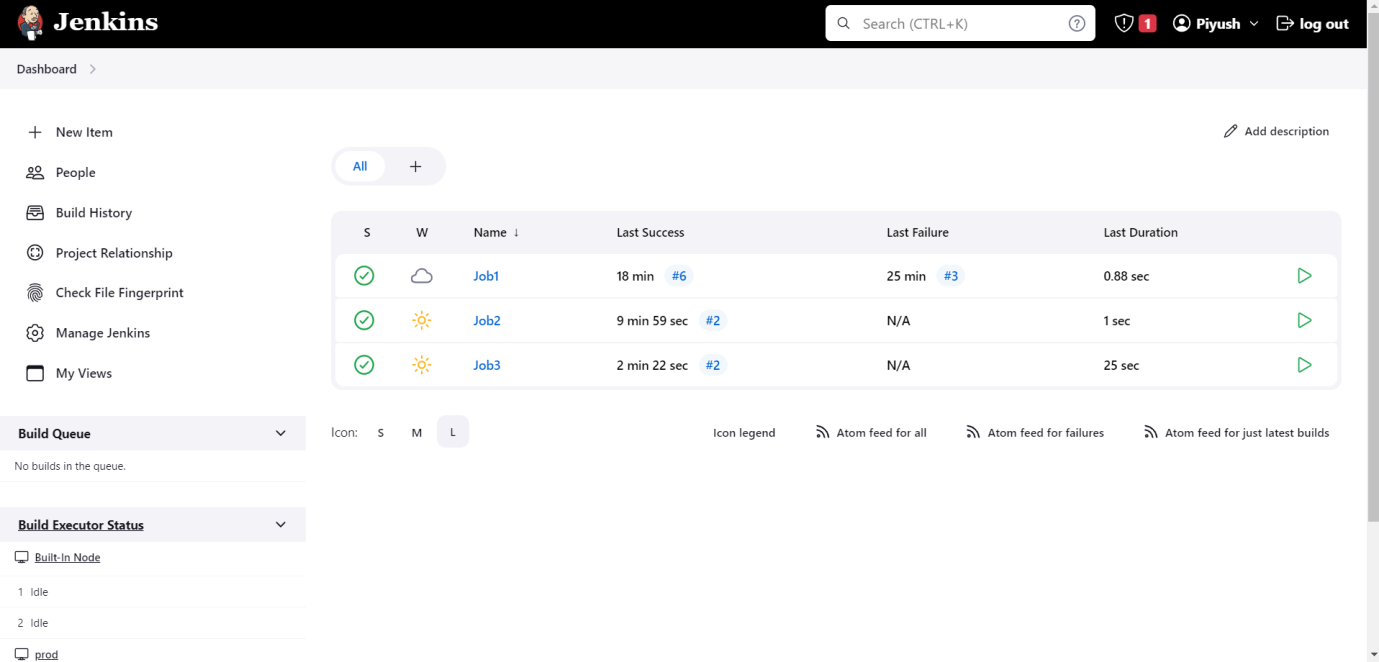 Jenkins
Search (CTRL+K)
1
Piyush
log out
Dashboard
New Item
People
Build History
Project Relationship
Check File Fingerprint
Manage Jenkins
My Views
Build Queue
No builds in the queue.
Build Executor Status
Built-In Node
1 Idle
2 Idle
prod
Add description
All +
S W Name ↓ Last Success Last Failure Last Duration
Job1 18 min #6 25 min #3 0.88 sec
Job2 9 min 59 sec #2 N/A 1 sec
Job3 2 min 22 sec #2 N/A 25 sec
Icon: S M L
Icon legend
Atom feed for all
Atom feed for failures
Atom feed for just latest builds